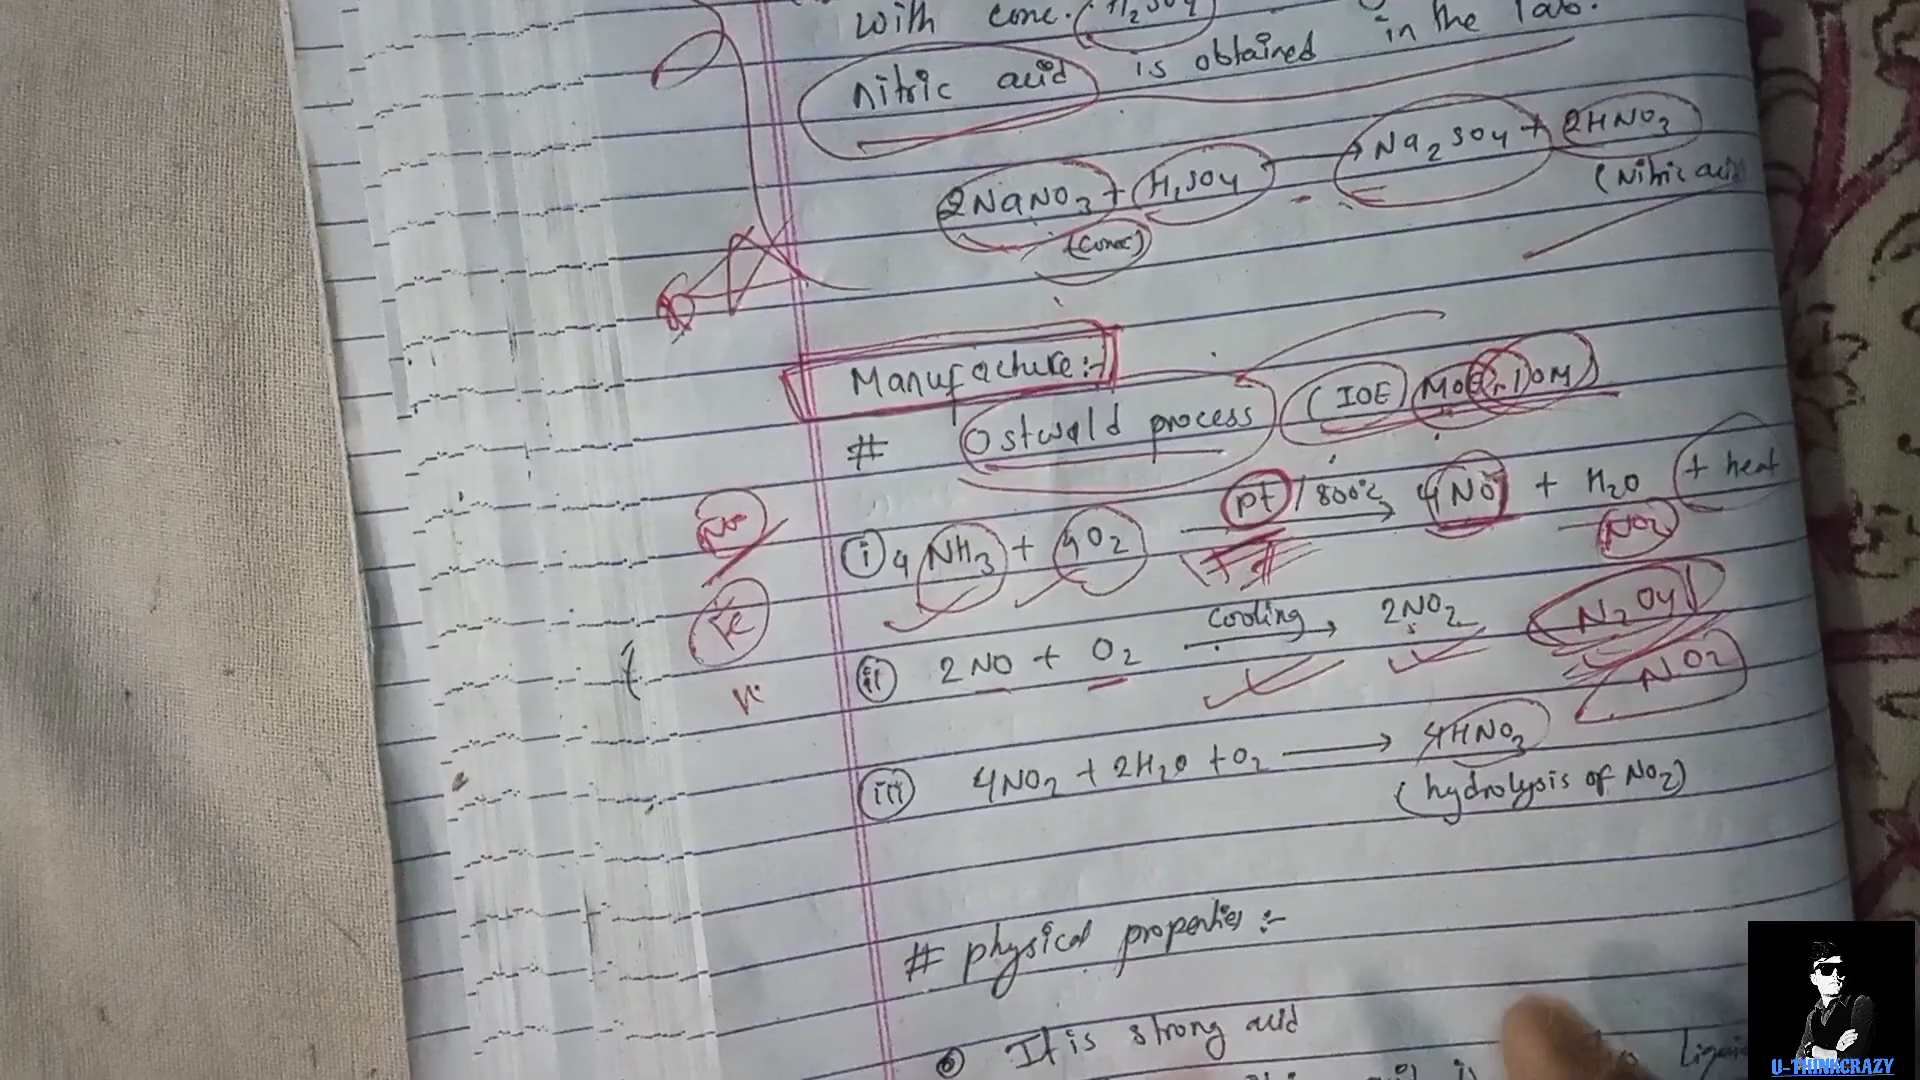 with conc. H2SO4
nitric acid is obtained in the lab.
2NaNO3 + H2SO4 → Na2SO4 + 2HNO3
(conc) (Nitric acid
Manufacture:-
# Ostwald process (IOE) MOE OM)
(i) 4NH3 + 4O2 pt/800°c → 4NO + H2O + heat
NO2
(ii) 2NO + O2 cooling → 2NO2 N2O4
NO2
(iii) 4NO2 + 2H2O + O2 → 4HNO3
(hydrolysis of NO2)
# physical properties :-
It is strong acid
U-THINKCRAZY